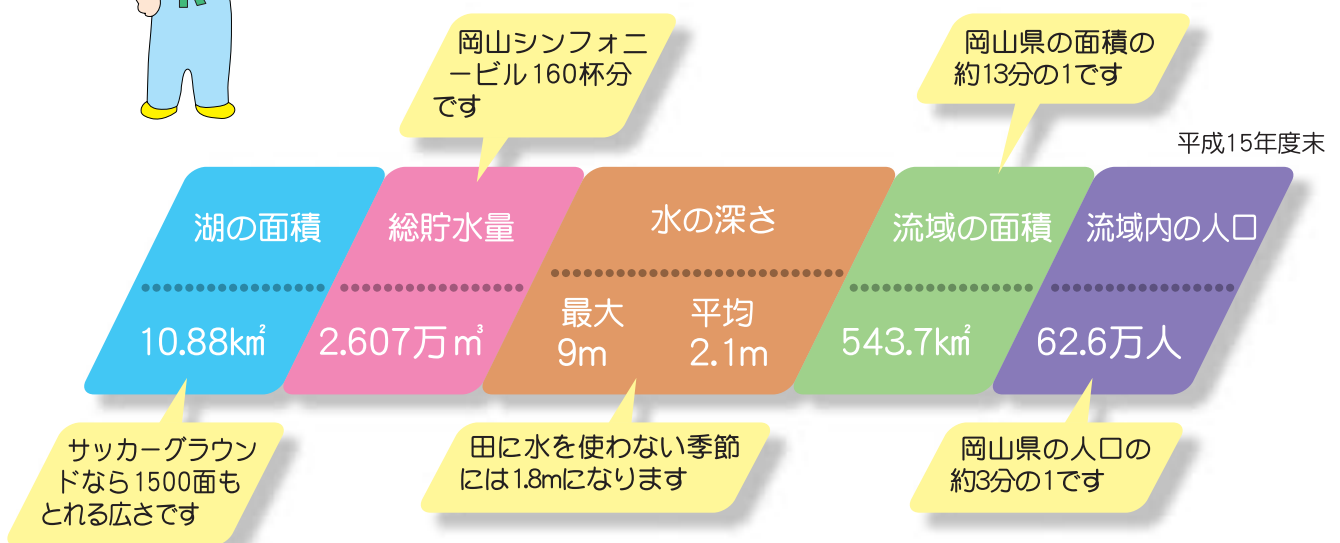 岡山シンフォニ
ービル160杯分
です
岡山県の面積の
約13分の1です
平成15年度末
湖の面積
10.88km²
総貯水量
2.607万m³
水の深さ
最大
9m
平均
2.1m
流域の面積
543.7km²
流域内の人口
62.6万人
サッカーグラウン
ドなら1500面も
とれる広さです
田に水を使わない季節
には1.8mになります
岡山県の人口の
約3分の1です